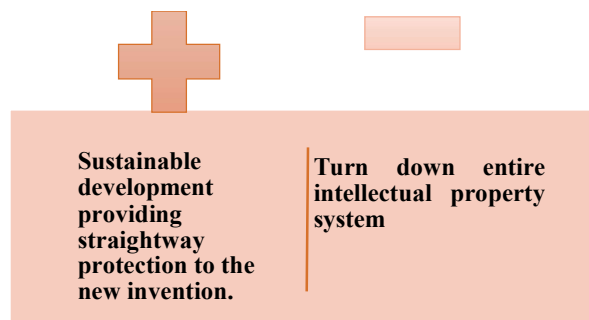 Sustainable
development
providing
straightway
protection to the
new invention.
Turn down entire
intellectual property
system